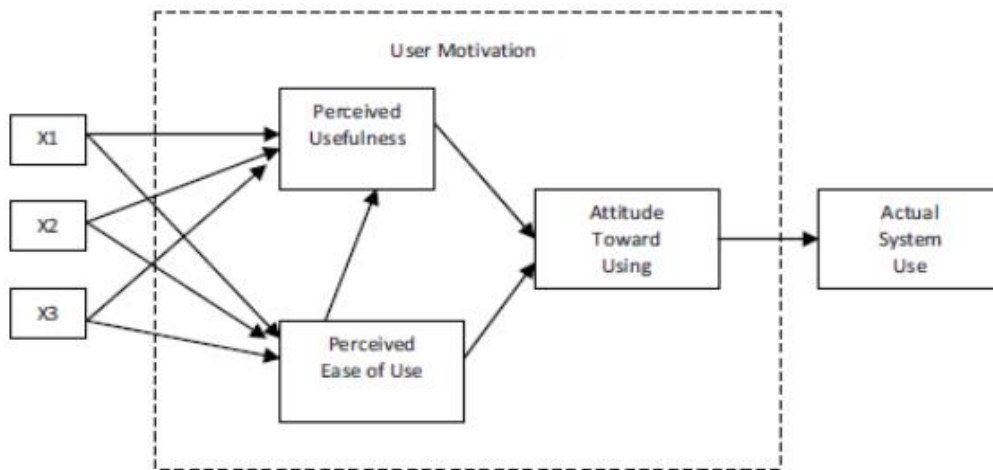 User Motivation
X1
X2
X3
Perceived
Usefulness
Perceived
Ease of Use
Attitude
Toward
Using
Actual
System
Use